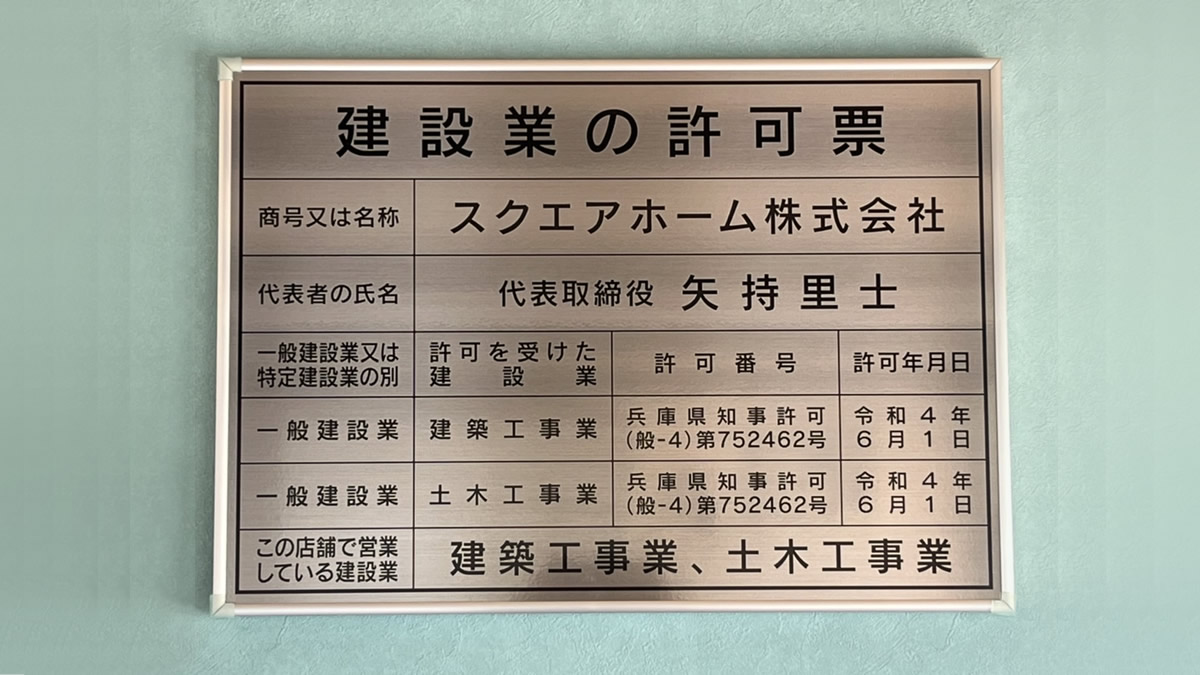 建設業の許可票
商号又は名称
スクエアホーム株式会社
代表者の氏名
代表取締役 矢持里士
一般建設業又は
特定建設業の別
許可を受けた
建設業
許可番号
許可年月日
一般建設業
建築工事業
兵庫県知事許可
(般-4)第752462号
令和4年
6月1日
一般建設業
土木工事業
兵庫県知事許可
(般-4)第752462号
令和4年
6月1日
この店舗で営業
している建設業
建築工事業、土木工事業